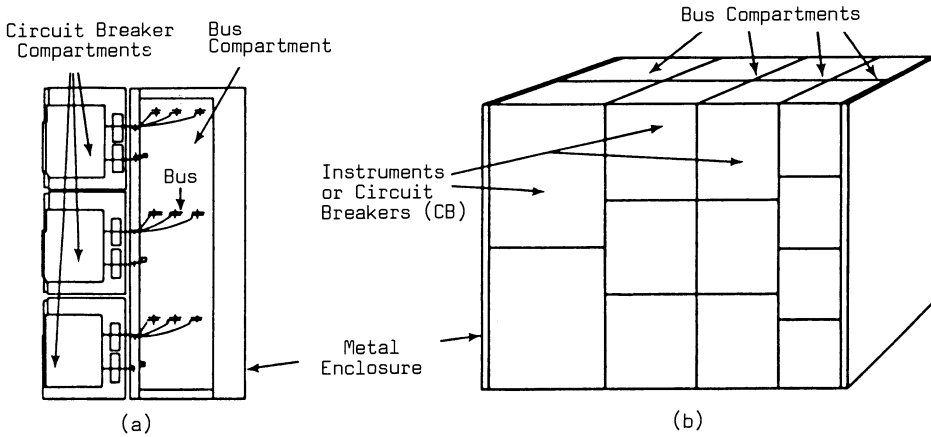 Circuit Breaker
Compartments
Bus
Compartment
Bus
(a)
Bus Compartments
Instruments
or Circuit
Breakers (CB)
Metal
Enclosure
(b)